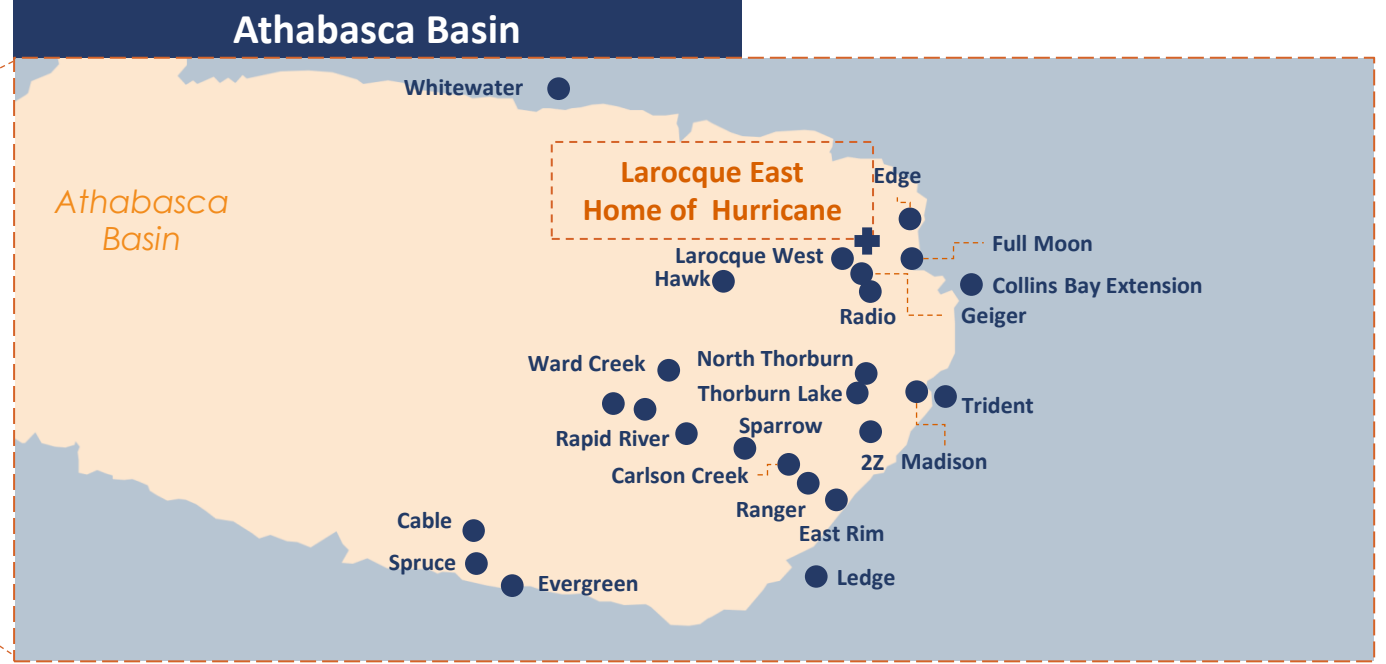 Athabasca Basin
Whitewater
Larocque East
Home of Hurricane
Edge
Athabasca
Basin
Full Moon
Larocque West
Hawk
Collins Bay Extension
Radio
Geiger
North Thorburn
Ward Creek
Thorburn Lake
Trident
Sparrow
Rapid River
2Z
Madison
Carlson Creek
Ranger
East Rim
Cable
Spruce
Evergreen
Ledge